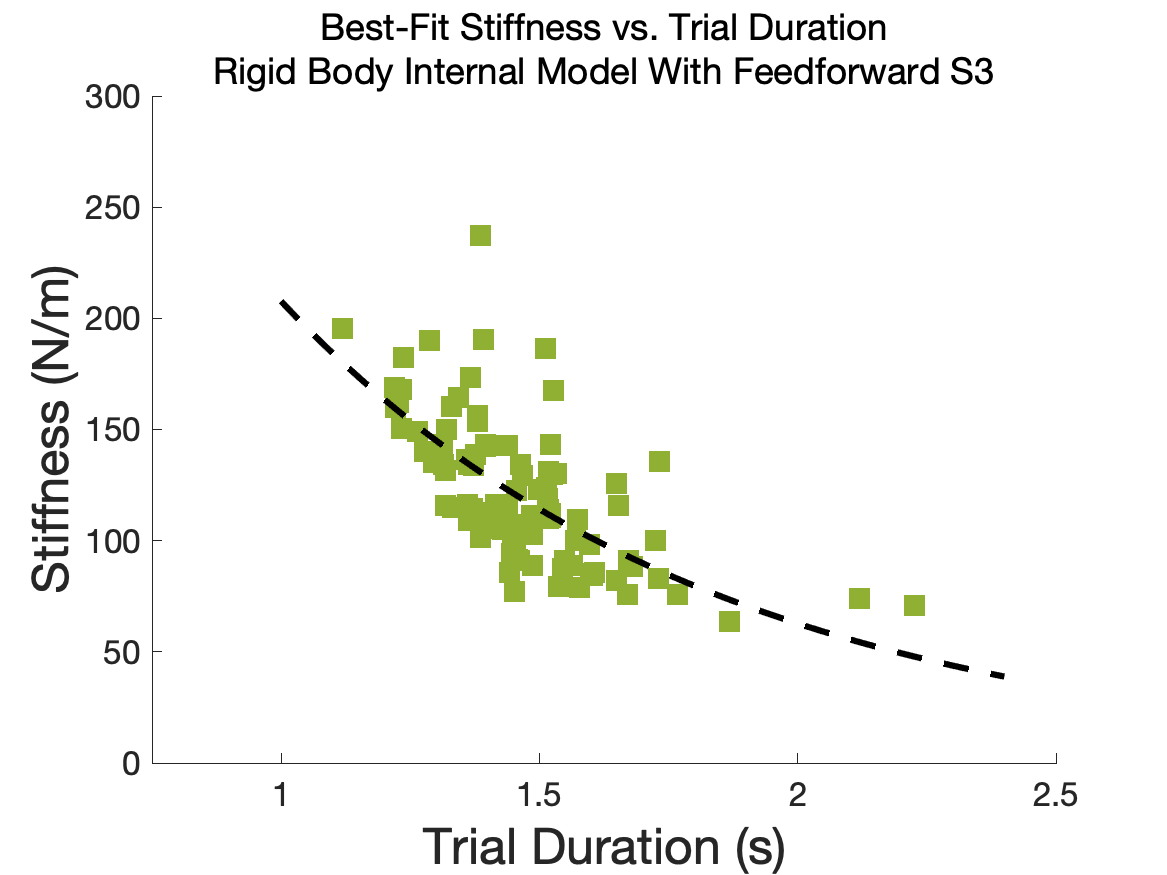 Best-Fit Stiffness vs. Trial Duration
Rigid Body Internal Model With Feedforward S3
300
250
200
150
100
50
0
Stiffness (N/m)
1
1.5
2
2.5
Trial Duration (s)